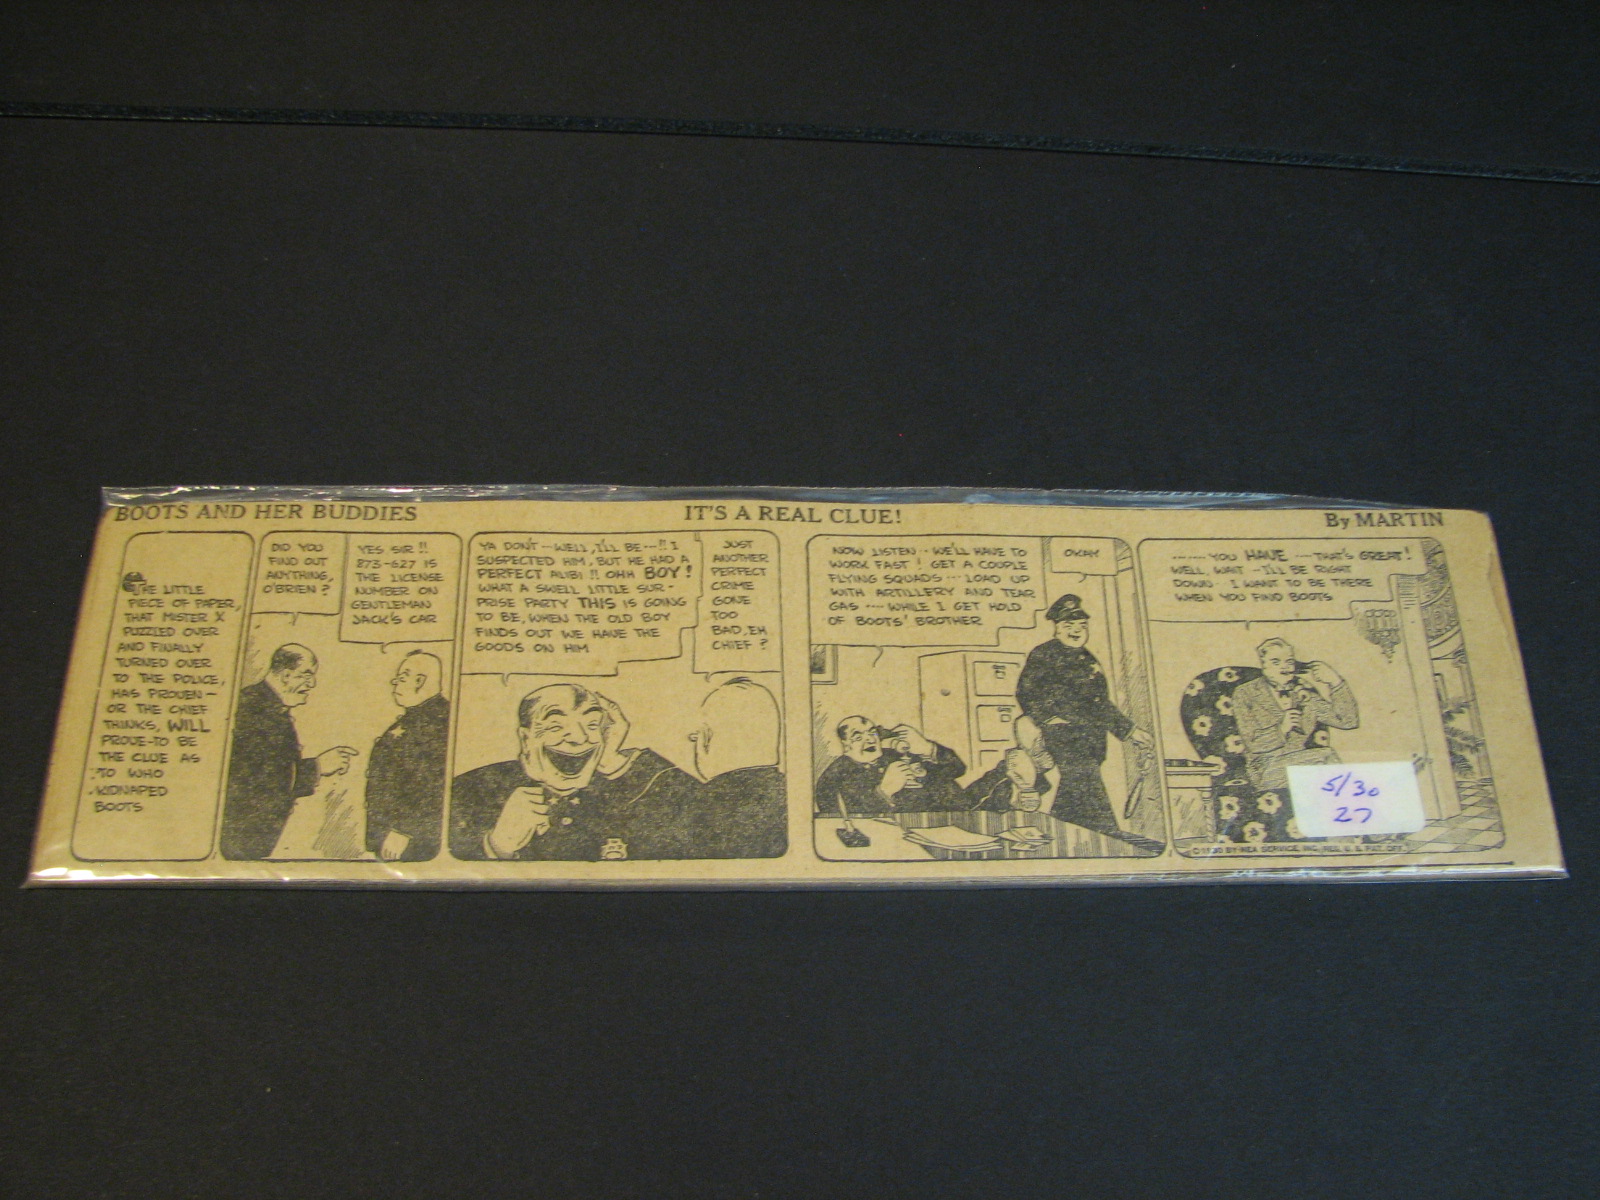 BOOTS AND HER BUDDIES
IT'S A REAL CLUE!
By MARTIN
THE LITTLE
PIECE OF PAPER,
THAT MISTER X
PUZZLED OVER
AND FINALLY
TURNED OVER
TO THE POLICE,
HAS PROVEN—
OR THE CHIEF
THINKS, WILL
PROVE-TO BE
THE CLUE AS
TO WHO
KIDNAPED
BOOTS
DID YOU
FIND OUT
ANYTHING,
O'BRIEN?
YES SIR!!
873-627 IS
THE LICENSE
NUMBER ON
GENTLEMAN
JACK'S CAR
YA DON'T --- WELL, I'LL BE ---!! I
SUSPECTED HIM, BUT HE HAD A
PERFECT ALIBI!! OHH BOY!
WHAT A SWELL LITTLE SUR-
PRISE PARTY THIS IS GOING
TO BE, WHEN THE OLD BOY
FINDS OUT WE HAVE THE
GOODS ON HIM
JUST
ANOTHER
PERFECT
CRIME
GONE
TOO
BAD, EH
CHIEF?
NOW LISTEN -- WE'LL HAVE TO
WORK FAST! GET A COUPLE
FLYING SQUADS --- LOAD UP
WITH ARTILLERY AND TEAR
GAS ---- WHILE I GET HOLD
OF BOOTS' BROTHER
OKAY
------- YOU HAVE ---- THAT'S GREAT!
WELL, WAIT - I'LL BE RIGHT
DOWN - I WANT TO BE THERE
WHEN YOU FIND BOOTS
5/30
27
©1930 BY NEA SERVICE, INC. REG. U. S. PAT. OFF.